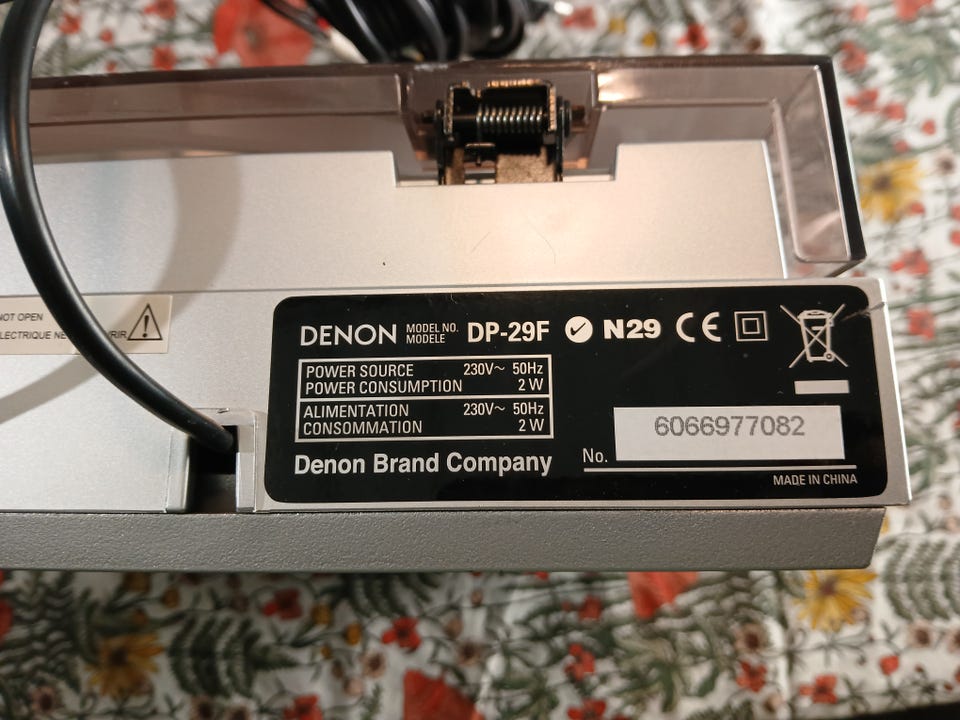 NOT OPEN
ELECTRIQUE NE
RIR
DENON MODEL NO. MODELE DP-29F N29 CE
POWER SOURCE 230V~ 50Hz
POWER CONSUMPTION 2 W
ALIMENTATION 230V~ 50Hz
CONSOMMATION 2 W
Denon Brand Company
No. 6066977082
MADE IN CHINA